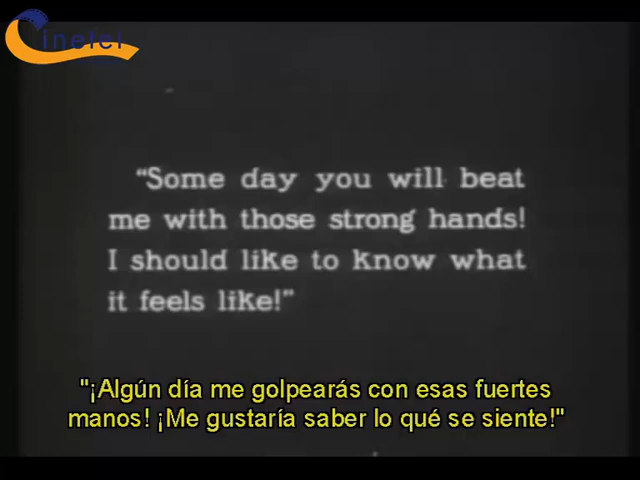 Cinetel
“Some day you will beat
me with those strong hands!
I should like to know what
it feels like!”
"¡Algún día me golpearás con esas fuertes
manos! ¡Me gustaría saber lo qué se siente!"